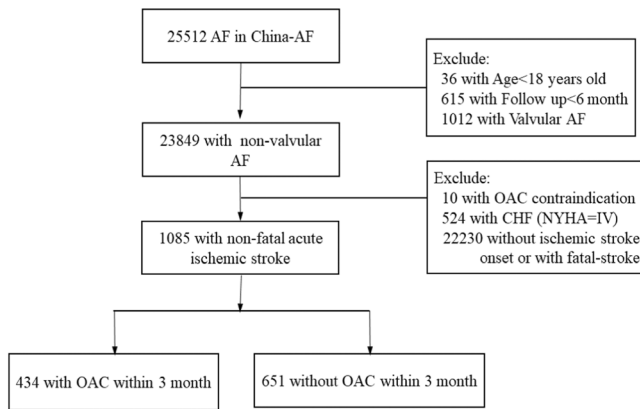 25512 AF in China-AF
Exclude:
36 with Age<18 years old
615 with Follow up<6 month
1012 with Valvular AF
23849 with non-valvular
AF
Exclude:
10 with OAC contraindication
524 with CHF (NYHA=IV)
22230 without ischemic stroke
onset or with fatal-stroke
1085 with non-fatal acute
ischemic stroke
434 with OAC within 3 month
651 without OAC within 3 month